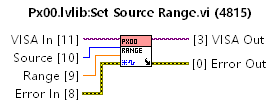 Px00.lvlib:Set Source Range.vi (4815)
VISA In [11]
[3] VISA Out
Source [10]
Range [9]
Error In [8]
[0] Error Out
PX00
SOURCE
RANGE